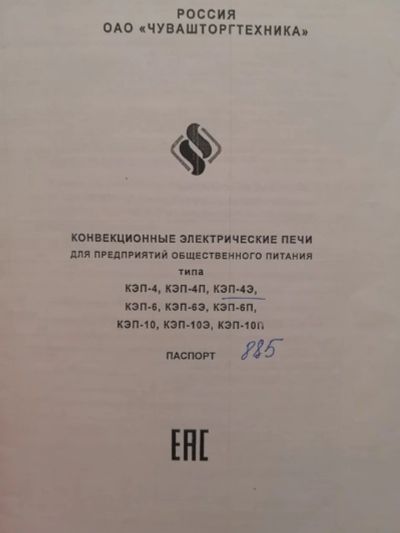 РОССИЯ
ОАО «ЧУВАШТОРГТЕХНИКА»
КОНВЕКЦИОННЫЕ ЭЛЕКТРИЧЕСКИЕ ПЕЧИ
ДЛЯ ПРЕДПРИЯТИЙ ОБЩЕСТВЕННОГО ПИТАНИЯ
типа
КЭП-4, КЭП-4П, КЭП-4Э,
КЭП-6, КЭП-6Э, КЭП-6П,
КЭП-10, КЭП-10Э, КЭП-10П
ПАСПОРТ 885
ЕАС